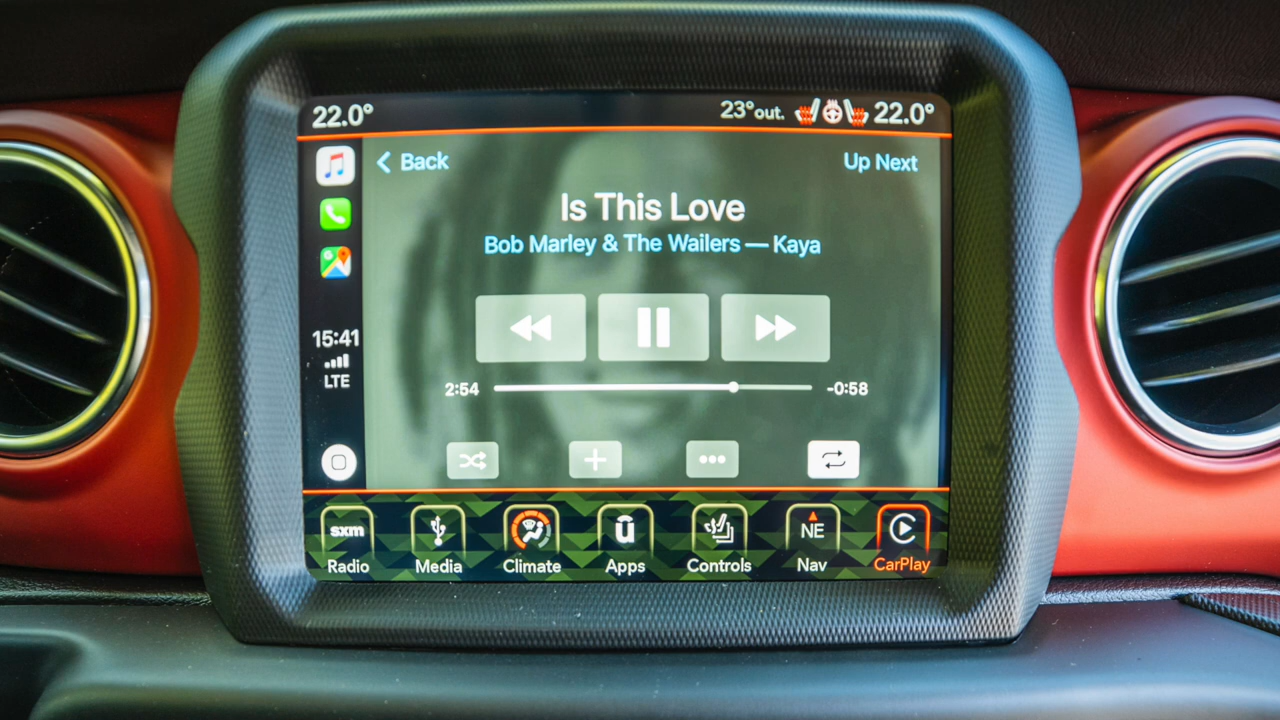 22.0° 23°out. 22.0°
Back Up Next
Is This Love
Bob Marley & The Wailers — Kaya
15:41
LTE
2:54 -0:58
sxm ū NE
Radio Media Climate Apps Controls Nav CarPlay